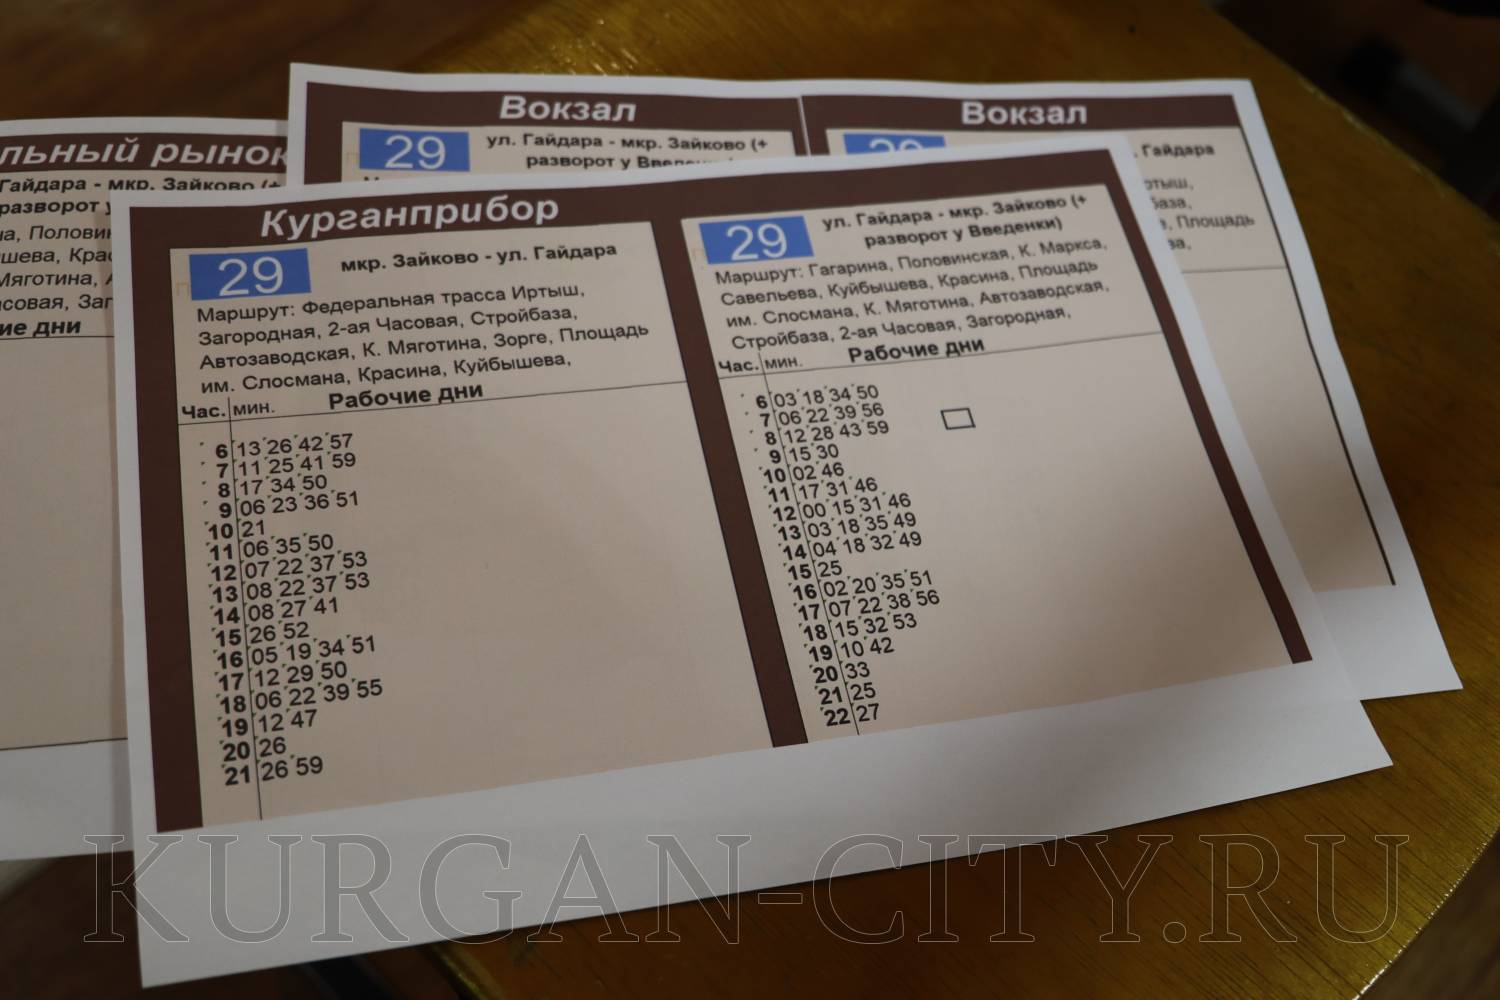 Вокзал
29
ул. Гайдара - мкр. Зайково (+
разворот у
Вокзал
29
Гайдара
Площадь
рынок
Гайдара - мкр. Зайково (+
разворот у
Мяготина,
дни
Курганприбор
29
мкр. Зайково - ул. Гайдара
Маршрут: Федеральная трасса Иртыш,
Загородная, 2-ая Часовая, Стройбаза,
Автозаводская, К. Мяготина, Зорге, Площадь
им. Слосмана, Красина, Куйбышева,
Час. мин. Рабочие дни
6 13 26 42 57
7 11 25 41 59
8 17 34 50
9 06 23 36 51
10 21
11 06 35 50
12 07 22 37 53
13 08 22 37 53
14 08 27 41
15 26 52
16 05 19 34 51
17 12 29 50
18 06 22 39 55
19 12 47
20 26
21 26 59
29
ул. Гайдара - мкр. Зайково (+
разворот у Введенки)
Маршрут: Гагарина, Половинская, К. Маркса,
Савельева, Куйбышева, Красина, Площадь
им. Слосмана, К. Мяготина, Автозаводская,
Стройбаза, 2-ая Часовая, Загородная,
Час. мин. Рабочие дни
6 03 18 34 50
7 06 22 39 56
8 12 28 43 59
9 15 30
10 02 46
11 17 31 46
12 00 15 31 46
13 03 18 35 49
14 04 18 32 49
15 25
16 02 20 35 51
17 07 22 38 56
18 15 32 53
19 10 42
20 33
21 25
22 27
KURGAN-CITY.RU